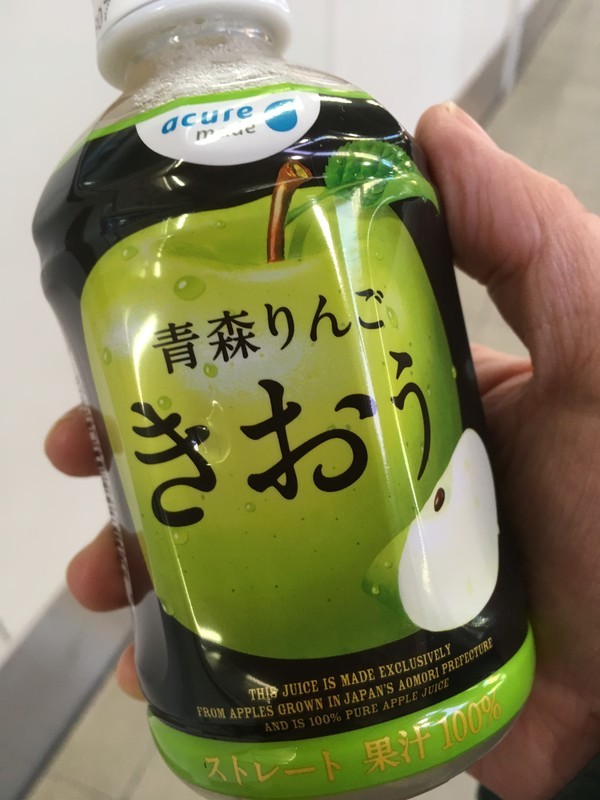 acure
made
青森りんご
きおう
THIS JUICE IS MADE EXCLUSIVELY
FROM APPLES GROWN IN JAPAN'S AOMORI PREFECTURE
AND IS 100% PURE APPLE JUICE
ストレート 果汁100%